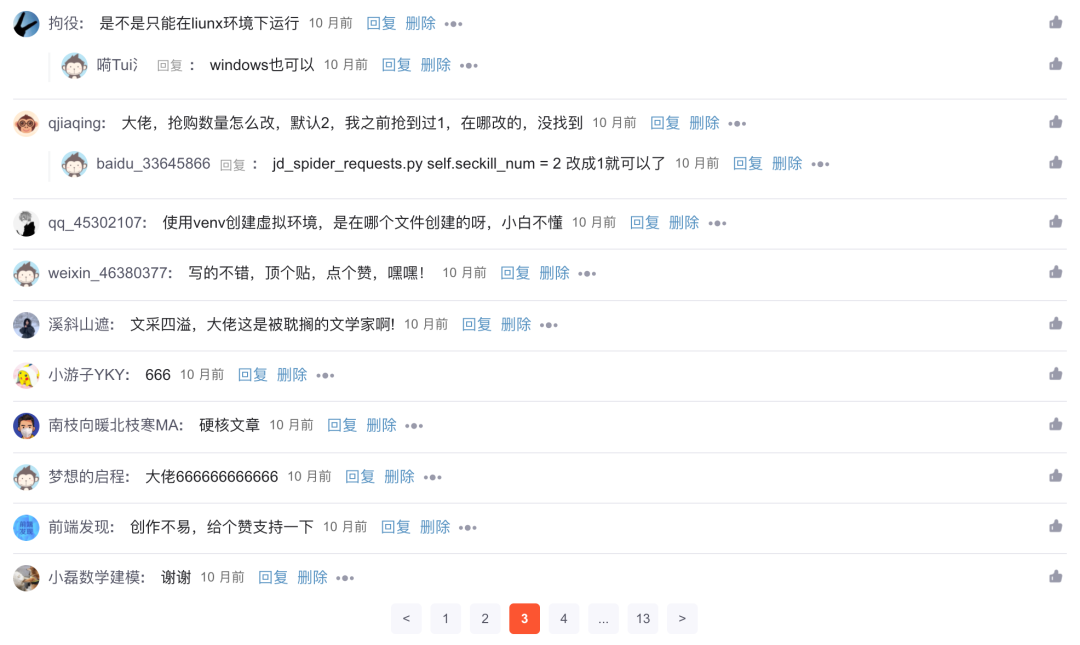 拘役： 是不是只能在liunx环境下运行 10 月前 回复 删除
嗬Tui氵 回复 ： windows也可以 10 月前 回复 删除
qjiaqing： 大佬，抢购数量怎么改，默认2，我之前抢到过1，在哪改的，没找到 10 月前 回复 删除
baidu_33645866 回复 ： jd_spider_requests.py self.seckill_num = 2 改成1就可以了 10 月前 回复 删除
qq_45302107： 使用venv创建虚拟环境，是在哪个文件创建的呀，小白不懂 10 月前 回复 删除
weixin_46380377： 写的不错，顶个贴，点个赞，嘿嘿！ 10 月前 回复 删除
溪斜山遮： 文采四溢，大佬这是被耽搁的文学家啊! 10 月前 回复 删除
小游子YKY： 666 10 月前 回复 删除
南枝向暖北枝寒MA： 硬核文章 10 月前 回复 删除
梦想的启程： 大佬666666666666 10 月前 回复 删除
前端发现： 创作不易，给个赞支持一下 10 月前 回复 删除
小磊数学建模： 谢谢 10 月前 回复 删除
< 1 2 3 4 ... 13 >